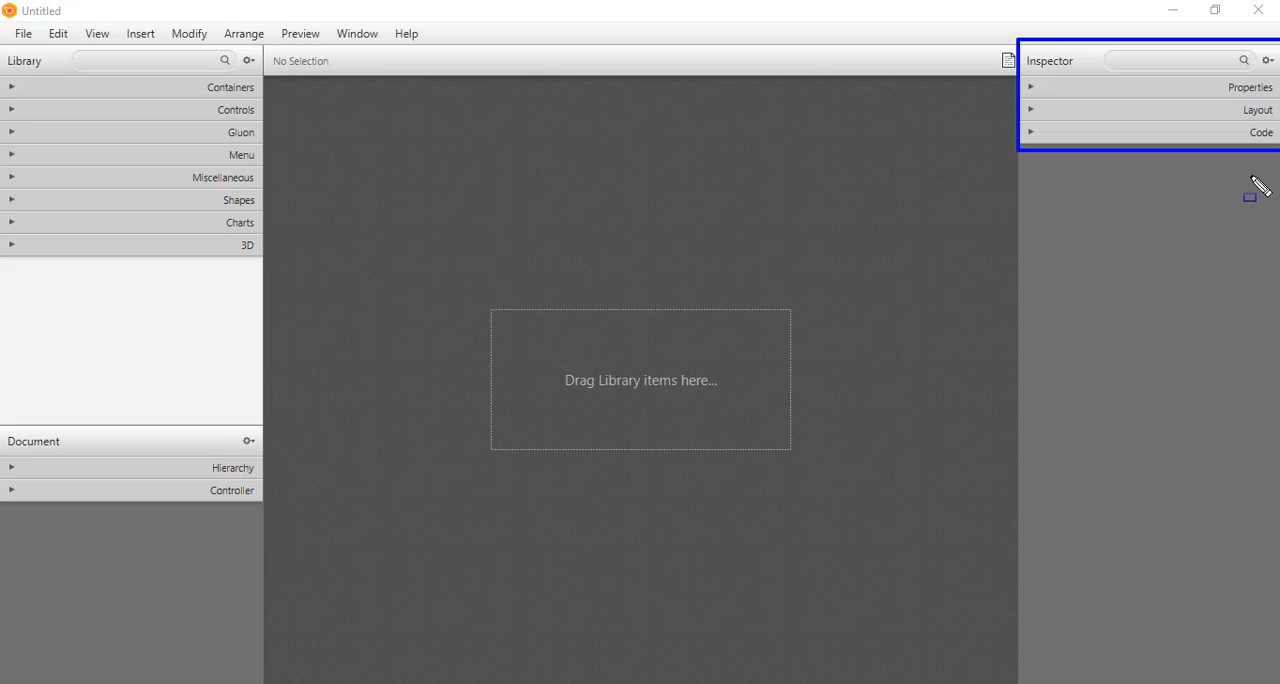 Untitled
File Edit View Insert Modify Arrange Preview Window Help
Library
Containers
Controls
Gluon
Menu
Miscellaneous
Shapes
Charts
3D
Document
Hierarchy
Controller
No Selection
Drag Library items here...
Inspector
Properties
Layout
Code